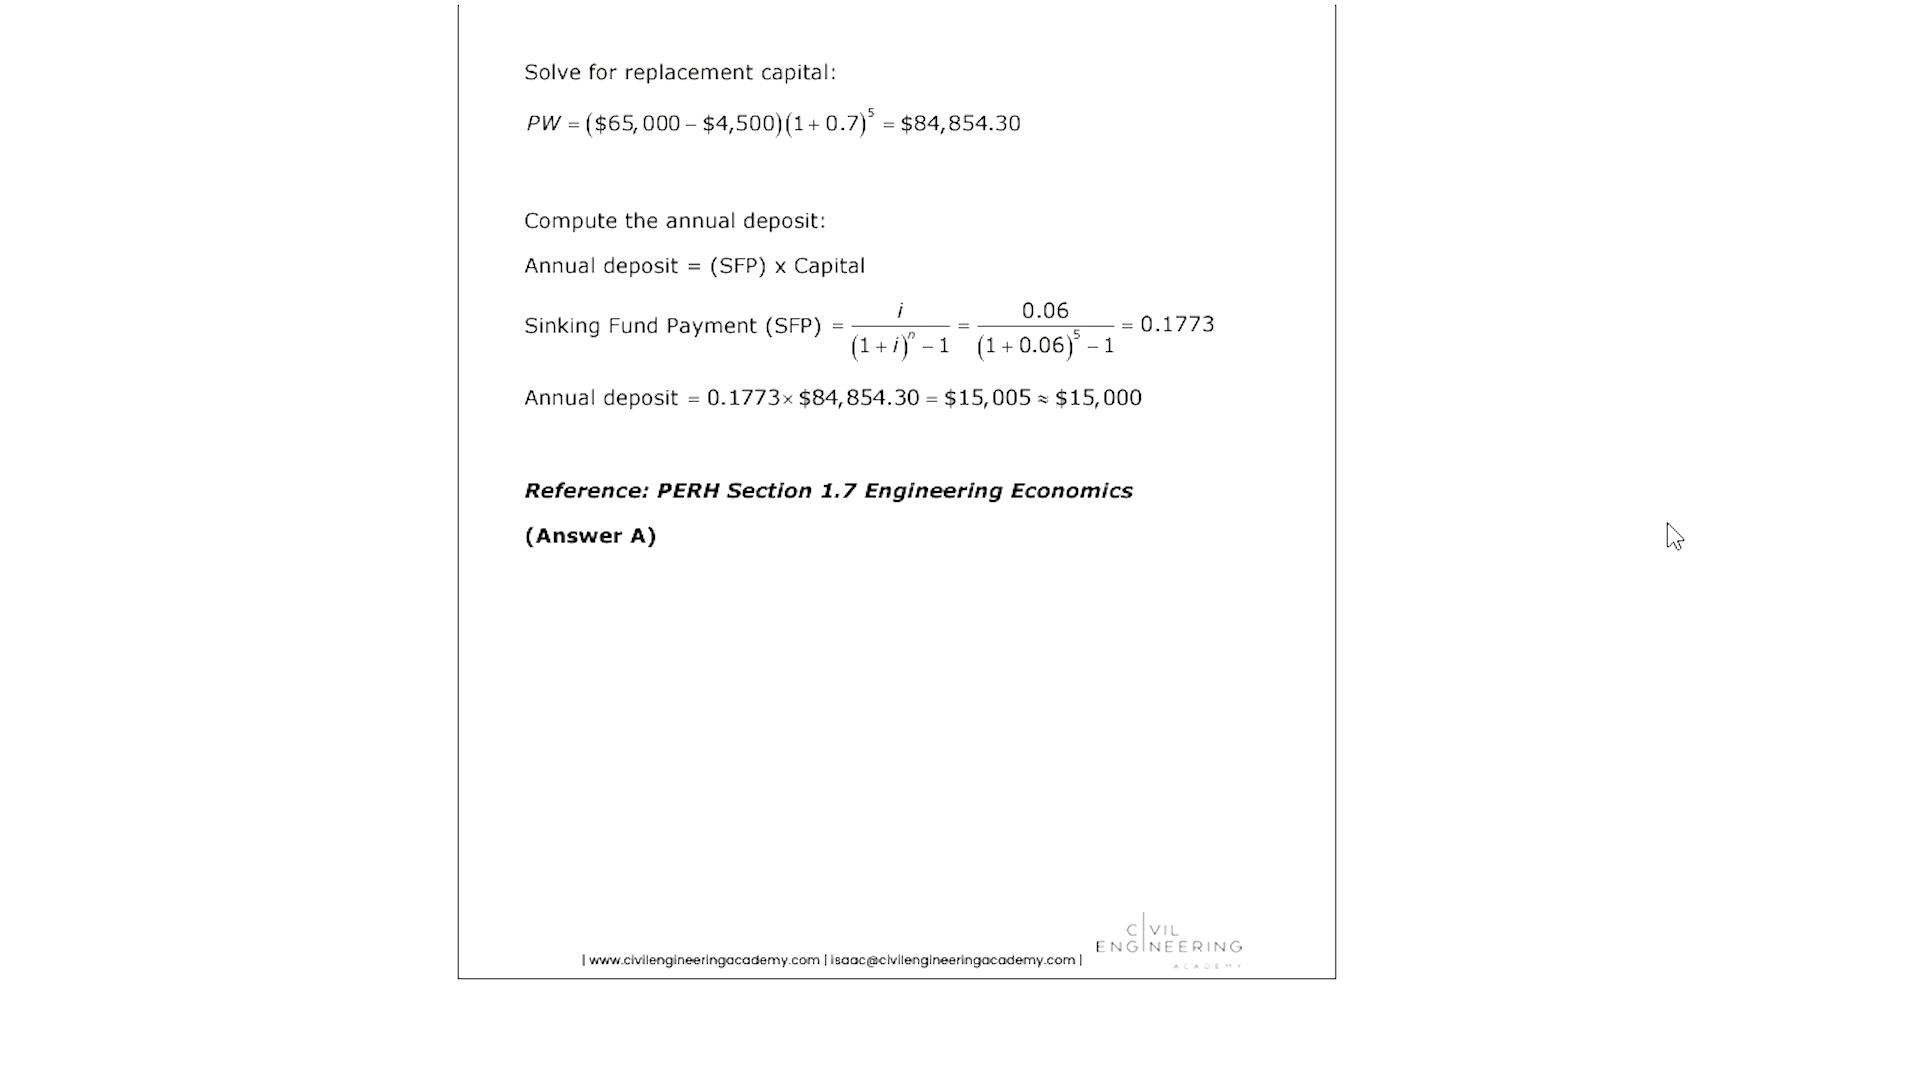 Solve for replacement capital:
PW = ($65,000 – $4,500)(1 + 0.7)^5 = $84,854.30
Compute the annual deposit:
Annual deposit = (SFP) x Capital
Sinking Fund Payment (SFP) = i / ((1 + i)^n – 1) = 0.06 / ((1 + 0.06)^5 – 1) = 0.1773
Annual deposit = 0.1773 × $84,854.30 = $15,005 ≈ $15,000
Reference: PERH Section 1.7 Engineering Economics
(Answer A)
| www.civilengineeringacademy.com | isaac@civilengineeringacademy.com |
CIVIL
ENGINEERING
ACADEMY